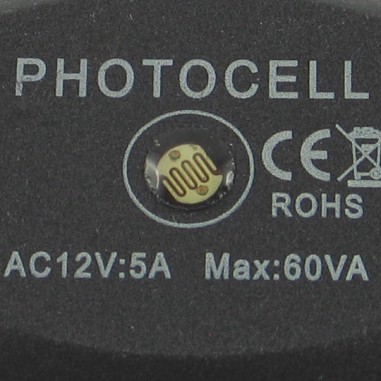 PHOTOCELL
CE
ROHS
AC12V:5A Max:60VA